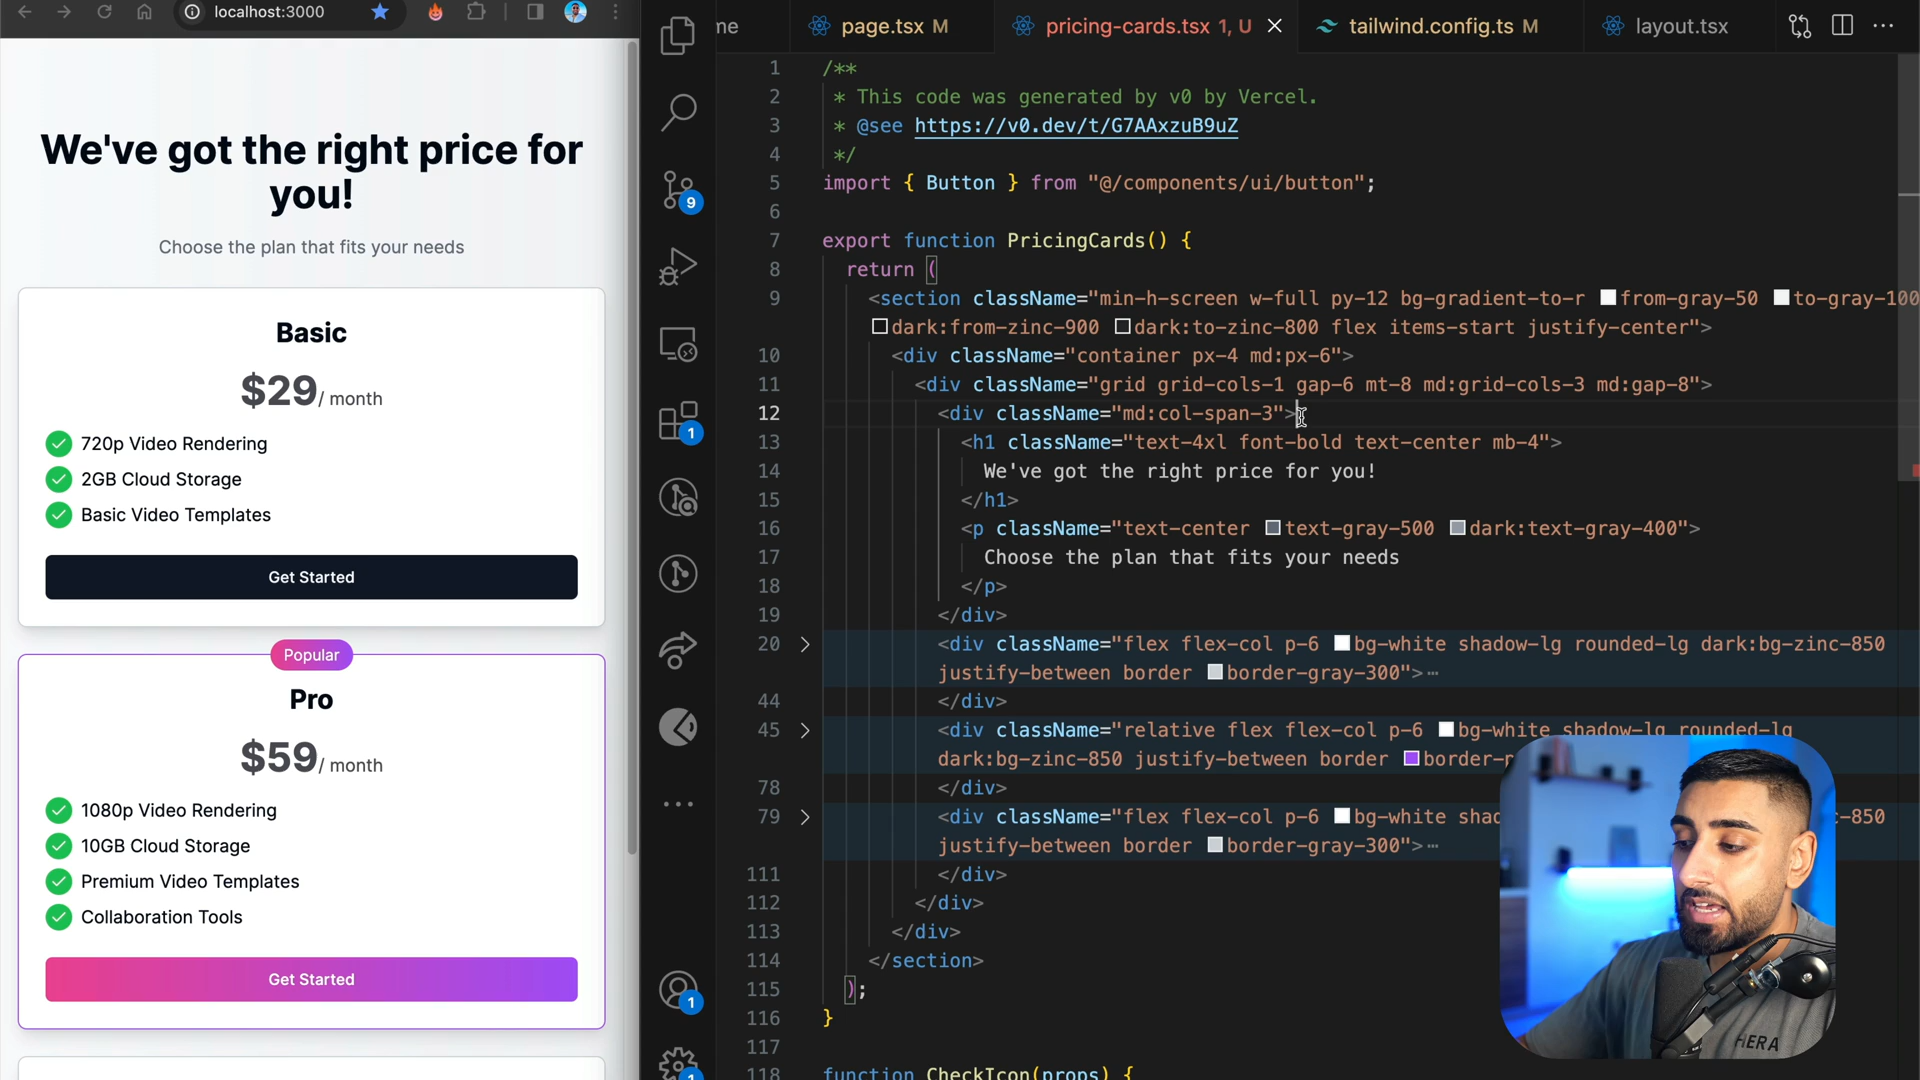 localhost:3000
We've got the right price for
you!
Choose the plan that fits your needs
Basic
$29/ month
720p Video Rendering
2GB Cloud Storage
Basic Video Templates
Get Started
Popular
Pro
$59/ month
1080p Video Rendering
10GB Cloud Storage
Premium Video Templates
Collaboration Tools
Get Started
9
1
1
1
me
page.tsx M
pricing-cards.tsx 1, U
tailwind.config.ts M
layout.tsx
1 /**
2 * This code was generated by v0 by Vercel.
3 * @see https://v0.dev/t/G7AAxzuB9uZ
4 */
5 import { Button } from "@/components/ui/button";
6
7 export function PricingCards() {
8 return (
9 <section className="min-h-screen w-full py-12 bg-gradient-to-r from-gray-50 to-gray-100
dark:from-zinc-900 dark:to-zinc-800 flex items-start justify-center">
10 <div className="container px-4 md:px-6">
11 <div className="grid grid-cols-1 gap-6 mt-8 md:grid-cols-3 md:gap-8">
12 <div className="md:col-span-3">
13 <h1 className="text-4xl font-bold text-center mb-4">
14 We've got the right price for you!
15 </h1>
16 <p className="text-center text-gray-500 dark:text-gray-400">
17 Choose the plan that fits your needs
18 </p>
19 </div>
20 <div className="flex flex-col p-6 bg-white shadow-lg rounded-lg dark:bg-zinc-850
justify-between border border-gray-300">⋯
44 </div>
45 <div className="relative flex flex-col p-6 bg-white shadow-lg rounded-lg
dark:bg-zinc-850 justify-between border border-p
78 </div>
79 <div className="flex flex-col p-6 bg-white shad -850
justify-between border border-gray-300">⋯
111 </div>
112 </div>
113 </div>
114 </section>
115 );
116 }
117
118 function CheckIcon(props) {
HERA